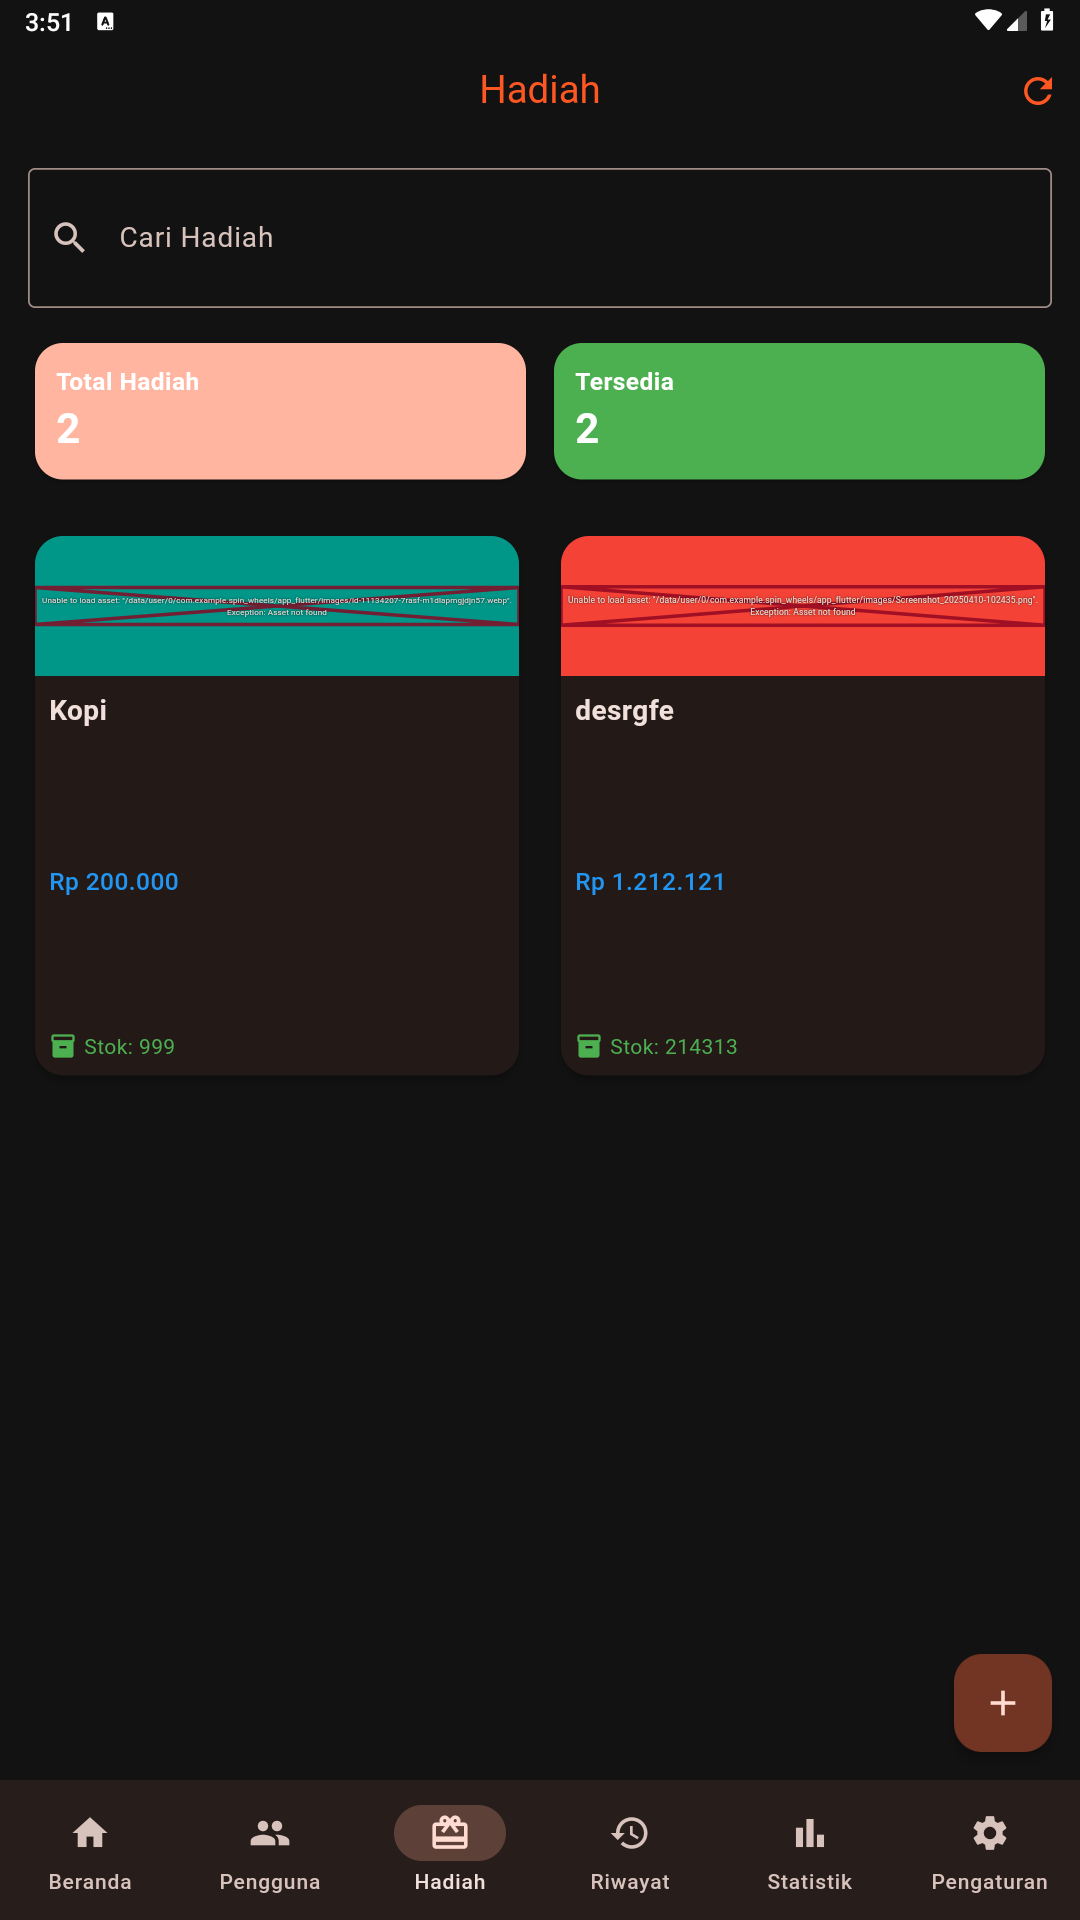 3:51
Hadiah
Cari Hadiah
Total Hadiah
2
Tersedia
2
Unable to load asset: "/data/user/0/com.example.spin_wheels/app_flutter/images/id-11134207-7rasf-m1dlapmgjdjn57.webp".
Exception: Asset not found
Unable to load asset: "/data/user/0/com.example.spin_wheels/app_flutter/images/Screenshot_20250410-102435.png".
Exception: Asset not found
Kopi
desrgfe
Rp 200.000
Rp 1.212.121
Stok: 999
Stok: 214313
Beranda
Pengguna
Hadiah
Riwayat
Statistik
Pengaturan